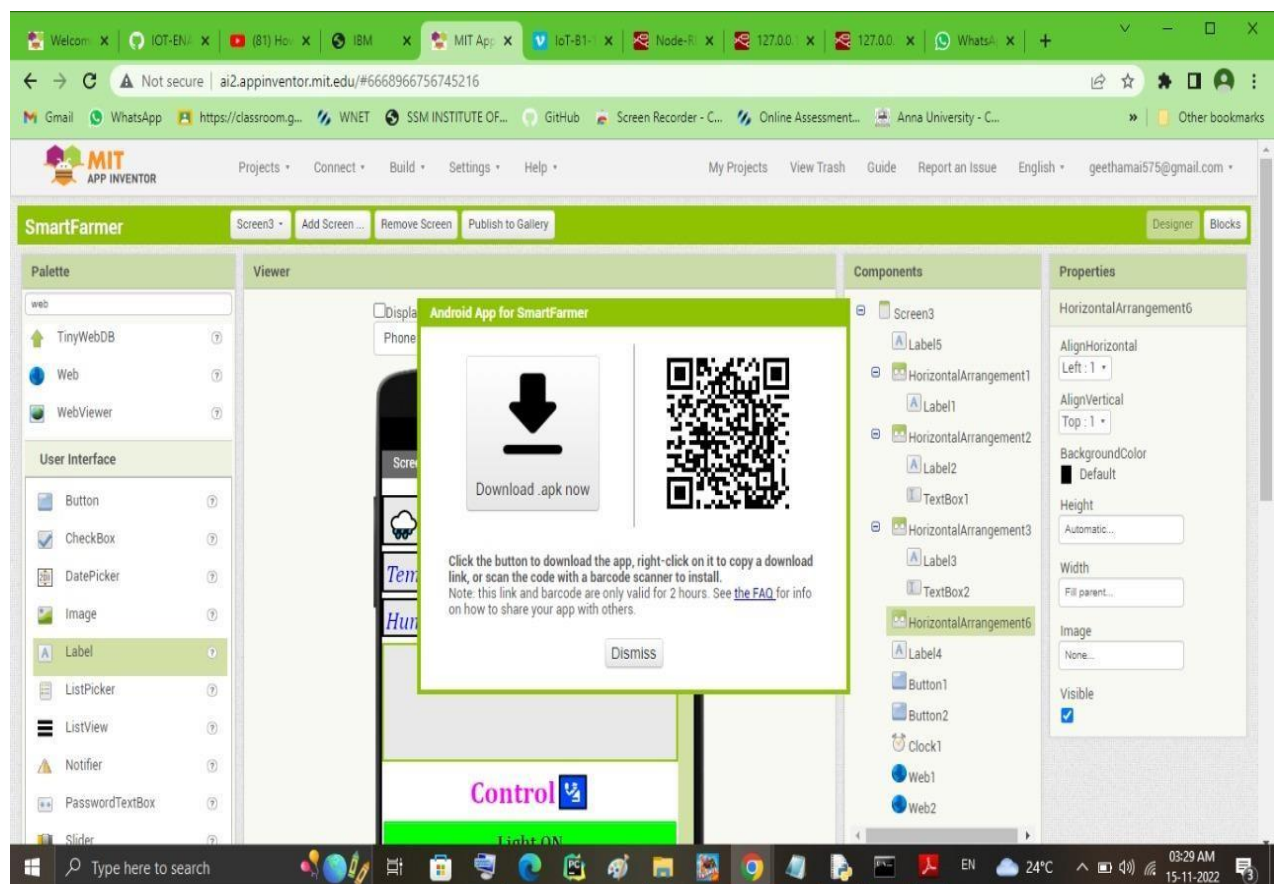 Welcom
IOT-ENA
(81) Ho
IBM
MIT App
IoT-B1-
Node-R
127.0.0.
127.0.0.
WhatsA
Not secure
ai2.appinventor.mit.edu/#6668966756745216
Gmail
WhatsApp
https://classroom.g...
WNET
SSM INSTITUTE OF...
GitHub
Screen Recorder - C...
Online Assessment...
Anna University - C...
»
Other bookmarks
MIT
APP INVENTOR
Projects
Connect
Build
Settings
Help
My Projects
View Trash
Guide
Report an Issue
English
geethamai575@gmail.com
SmartFarmer
Screen3
Add Screen ...
Remove Screen
Publish to Gallery
Designer
Blocks
Palette
web
TinyWebDB
Web
WebViewer
User Interface
Button
CheckBox
DatePicker
Image
Label
ListPicker
ListView
Notifier
PasswordTextBox
Slider
Viewer
Displa
Phone
Scree
Tem
Hum
Control
Light ON
Android App for SmartFarmer
Download .apk now
Click the button to download the app, right-click on it to copy a download
link, or scan the code with a barcode scanner to install.
Note: this link and barcode are only valid for 2 hours. See the FAQ for info
on how to share your app with others.
Dismiss
Components
Screen3
Label5
HorizontalArrangement1
Label1
HorizontalArrangement2
Label2
TextBox1
HorizontalArrangement3
Label3
TextBox2
HorizontalArrangement6
Label4
Button1
Button2
Clock1
Web1
Web2
Properties
HorizontalArrangement6
AlignHorizontal
Left : 1
AlignVertical
Top : 1
BackgroundColor
Default
Height
Automatic...
Width
Fill parent...
Image
None...
Visible
Type here to search
EN
24°C
03:29 AM
15-11-2022
3